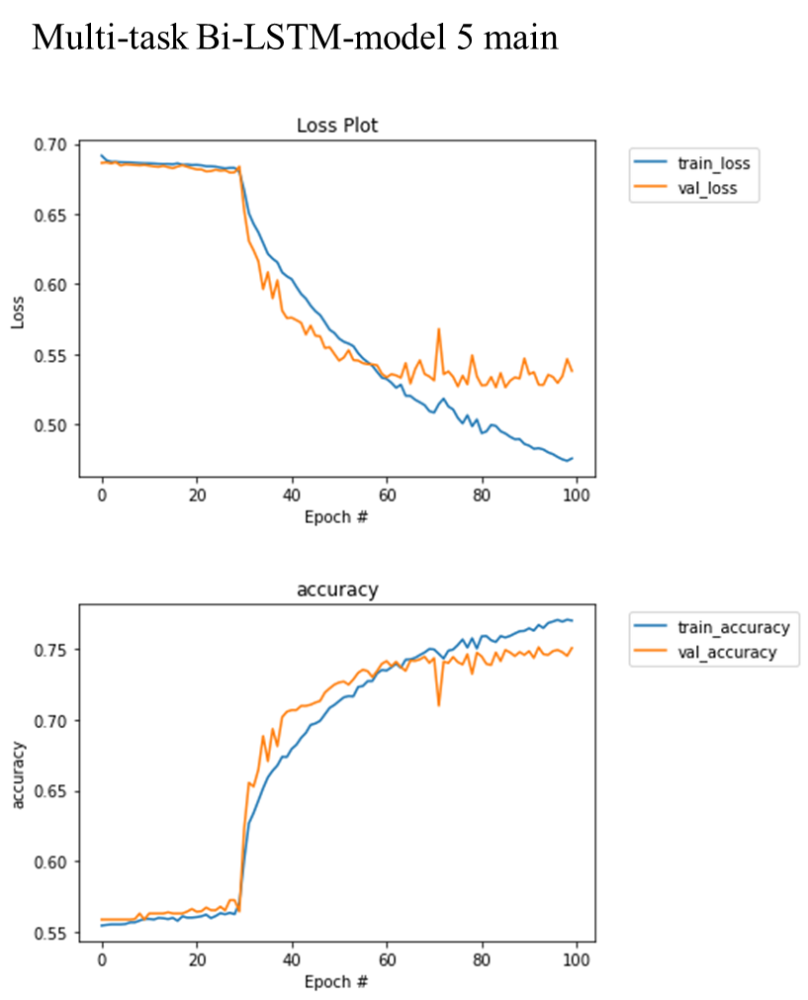 Multi-task Bi-LSTM-model 5 main
Loss Plot
0.70
0.65
0.60
0.55
0.50
Loss
0 20 40 60 80 100
Epoch #
train_loss
val_loss
accuracy
0.75
0.70
0.65
0.60
0.55
accuracy
0 20 40 60 80 100
Epoch #
train_accuracy
val_accuracy